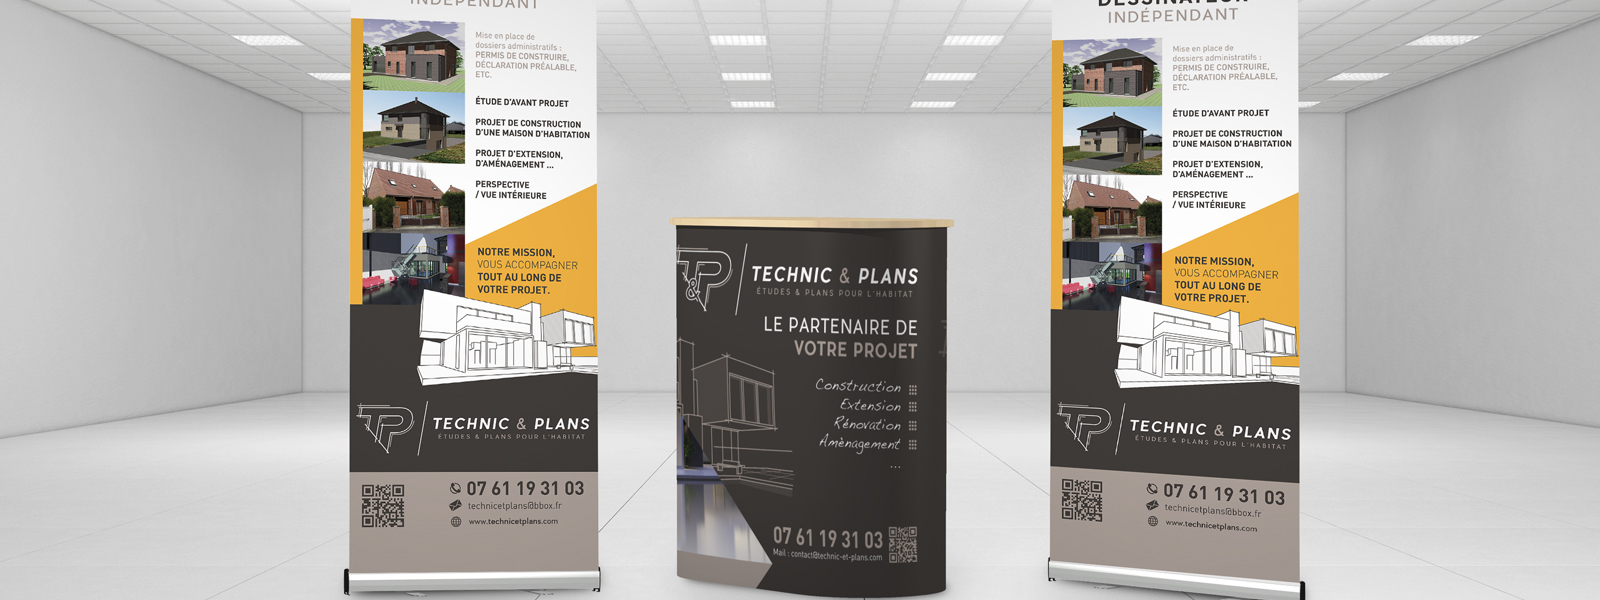 INDÉPENDANT
Mise en place de
dossiers administratifs :
PERMIS DE CONSTRUIRE,
DÉCLARATION PRÉALABLE,
ETC.
ÉTUDE D'AVANT PROJET
PROJET DE CONSTRUCTION
D'UNE MAISON D'HABITATION
PROJET D'EXTENSION,
D'AMÉNAGEMENT ...
PERSPECTIVE
/ VUE INTÉRIEURE
NOTRE MISSION,
VOUS ACCOMPAGNER
TOUT AU LONG DE
VOTRE PROJET.
TP
TECHNIC & PLANS
ÉTUDES & PLANS POUR L'HABITAT
07 61 19 31 03
technicetplans@bbox.fr
www.technicetplans.com
T&P
TECHNIC & PLANS
ÉTUDES & PLANS POUR L'HABITAT
LE PARTENAIRE DE
VOTRE PROJET
Construction
Extension
Rénovation
Amènagement
...
07 61 19 31 03
Mail : contact@technic-et-plans.com
DESSINATEUR
INDÉPENDANT
Mise en place de
dossiers administratifs :
PERMIS DE CONSTRUIRE,
DÉCLARATION PRÉALABLE,
ETC.
ÉTUDE D'AVANT PROJET
PROJET DE CONSTRUCTION
D'UNE MAISON D'HABITATION
PROJET D'EXTENSION,
D'AMÉNAGEMENT ...
PERSPECTIVE
/ VUE INTÉRIEURE
NOTRE MISSION,
VOUS ACCOMPAGNER
TOUT AU LONG DE
VOTRE PROJET.
TP
TECHNIC & PLANS
ÉTUDES & PLANS POUR L'HABITAT
07 61 19 31 03
technicetplans@bbox.fr
www.technicetplans.com